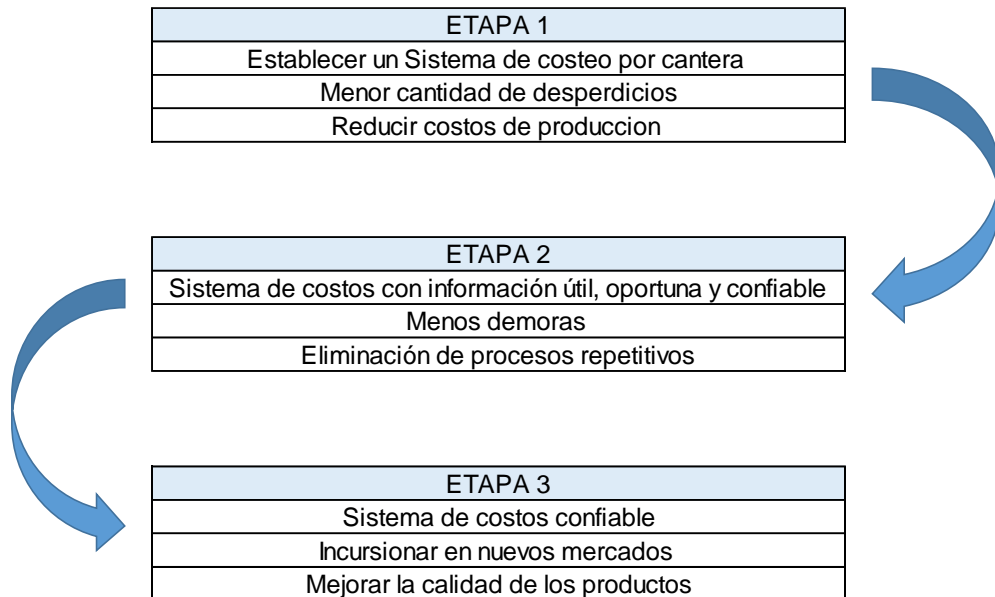 ETAPA 1
Establecer un Sistema de costeo por cantera
Menor cantidad de desperdicios
Reducir costos de produccion
ETAPA 2
Sistema de costos con información útil, oportuna y confiable
Menos demoras
Eliminación de procesos repetitivos
ETAPA 3
Sistema de costos confiable
Incursionar en nuevos mercados
Mejorar la calidad de los productos